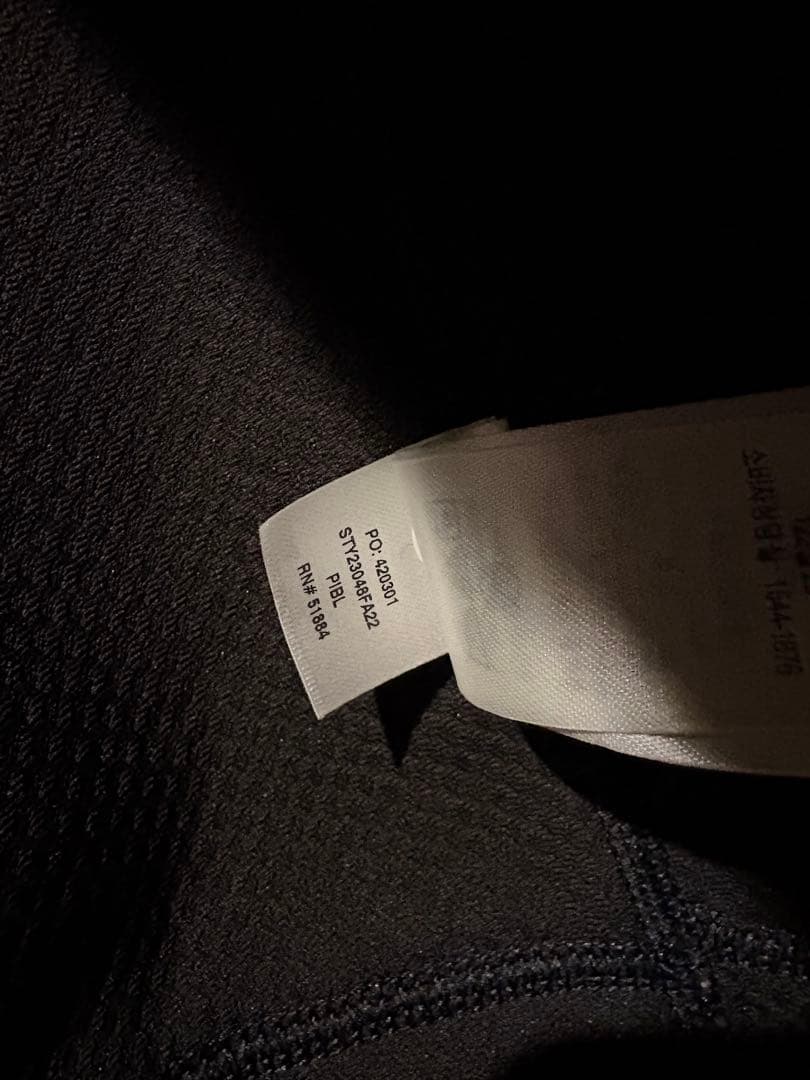 PO: 420301
STY23048FA22
PIBL
RN# 51884